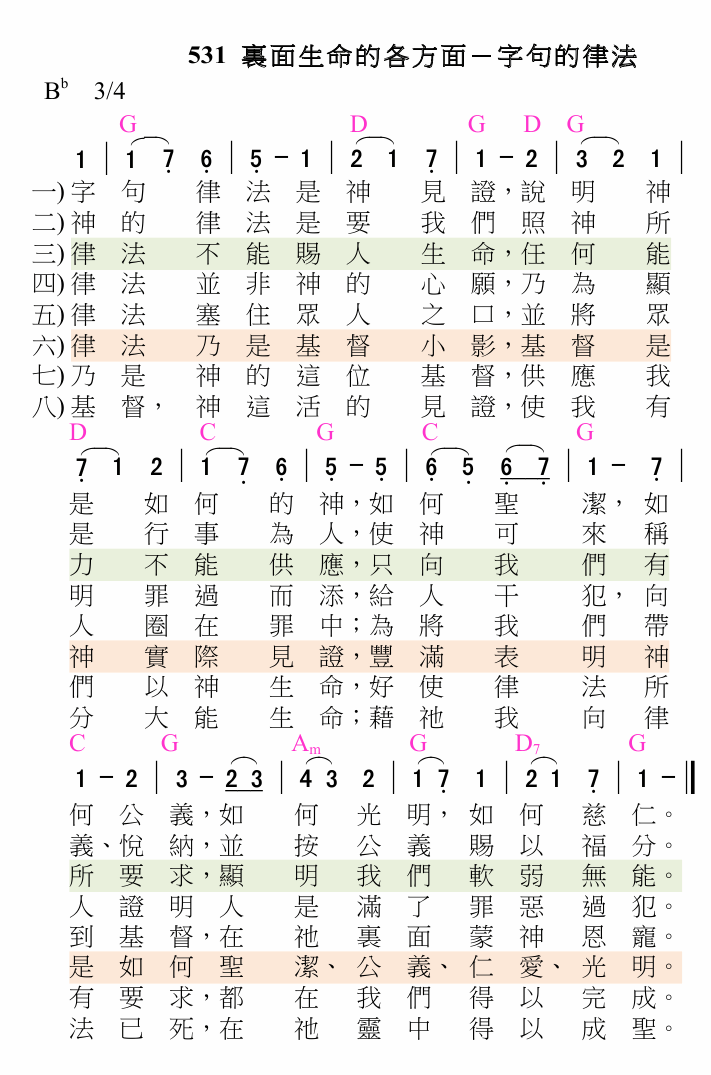 531 裏面生命的各方面－字句的律法
B♭ 3/4
G D G D G
1 | 1 7̣ 6̣ | 5̣ - 1 | 2 1 7̣ | 1 - 2 | 3 2 1 |
一) 字句律法是神見證，說明神
二) 神的律法是要我們照神所
三) 律法不能賜人生命，任何能
四) 律法並非神的心願，乃為顯
五) 律法塞住眾人之口，並將眾
六) 律法乃是基督小影，基督是
七) 乃是神的這位基督，供應我
八) 基督，神這活的見證，使我有
D C G C G
7̣ 1 2 | 1 7̣ 6̣ | 5̣ - 5̣ | 6̣ 5̣ 6̣ 7̣ | 1 - 7̣ |
是如何的神，如何聖潔，如
是行事為人，使神可來稱
力不能供應，只向我們有
明罪過而添，給人干犯，向
人圈在罪中；為將我們帶
神實際見證，豐滿表明神
們以神生命，好使律法所
分大能生命；藉祂我向律
C G Am G D7 G
1 - 2 | 3 - 2 3 | 4 3 2 | 1 7̣ 1 | 2 1 7̣ | 1 - ‖
何公義，如何光明，如何慈仁。
義、悅納，並按公義賜以福分。
所要求，顯明我們軟弱無能。
人證明人是滿了罪惡過犯。
到基督，在祂裏面蒙神恩寵。
是如何聖潔、公義、仁愛、光明。
有要求，都在我們得以完成。
法已死，在祂靈中得以成聖。